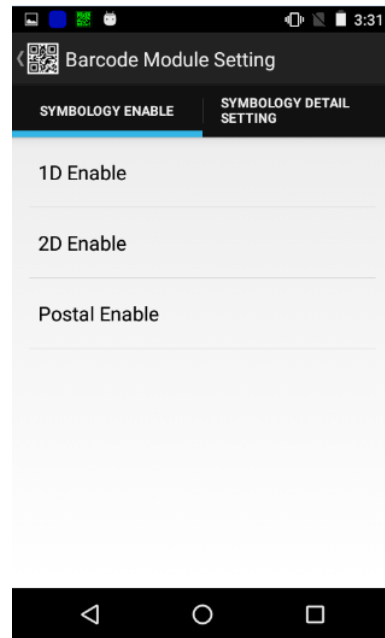 3:31
Barcode Module Setting
SYMBOLOGY ENABLE
SYMBOLOGY DETAIL
SETTING
1D Enable
2D Enable
Postal Enable